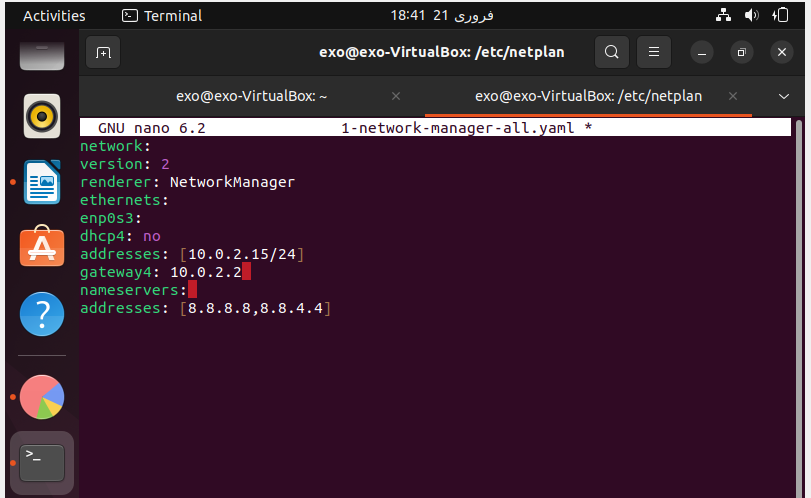 Activities
Terminal
18:41 21 فروری
exo@exo-VirtualBox: /etc/netplan
exo@exo-VirtualBox: ~
exo@exo-VirtualBox: /etc/netplan
GNU nano 6.2 1-network-manager-all.yaml *
network:
version: 2
renderer: NetworkManager
ethernets:
enp0s3:
dhcp4: no
addresses: [10.0.2.15/24]
gateway4: 10.0.2.2
nameservers:
addresses: [8.8.8.8,8.8.4.4]